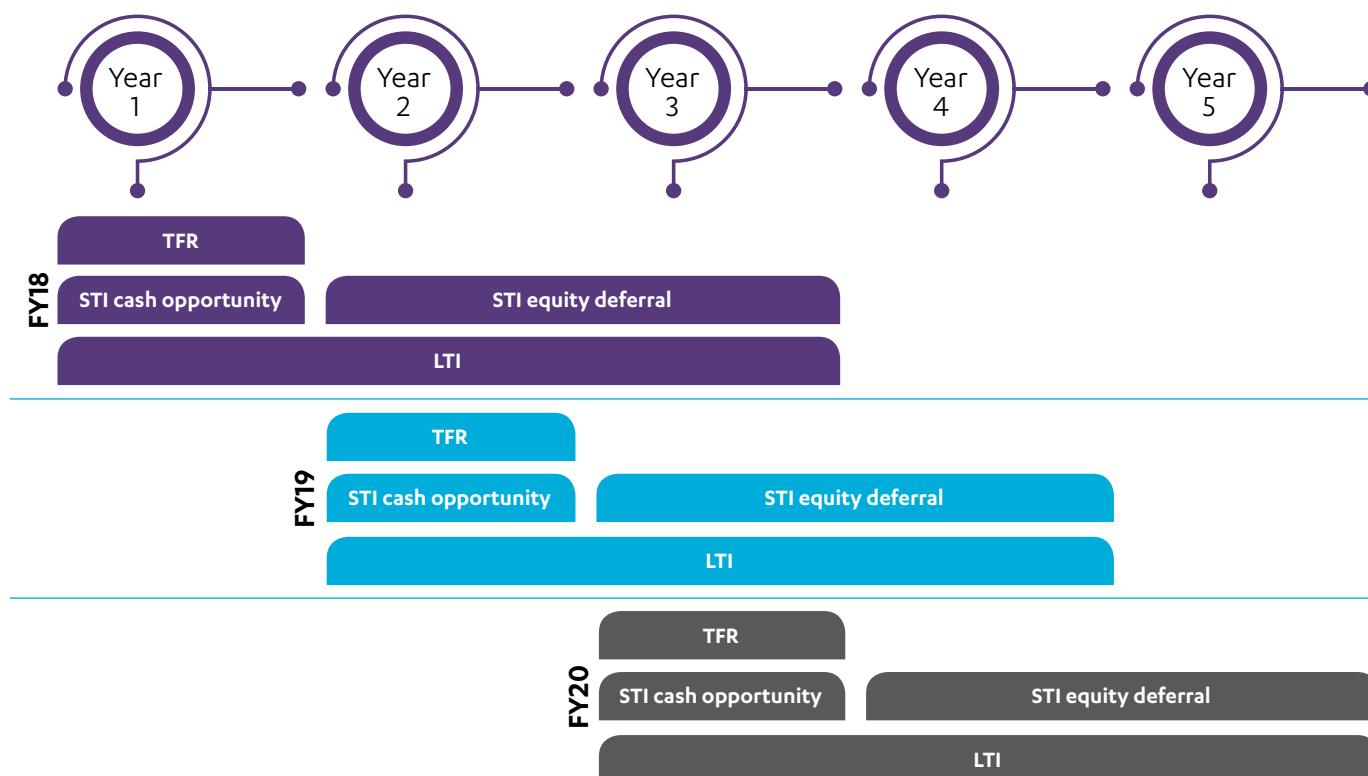 Year
1
Year
2
Year
3
Year
4
Year
5
FY18
TFR
STI cash opportunity
STI equity deferral
LTI
FY19
TFR
STI cash opportunity
STI equity deferral
LTI
FY20
TFR
STI cash opportunity
STI equity deferral
LTI